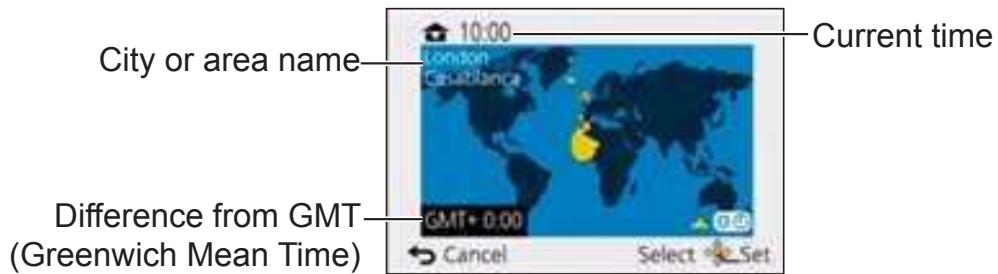 10:00
Current time
City or area name
London
Casablanca
Difference from GMT
(Greenwich Mean Time)
GMT+ 0:00
Cancel
Select
Set